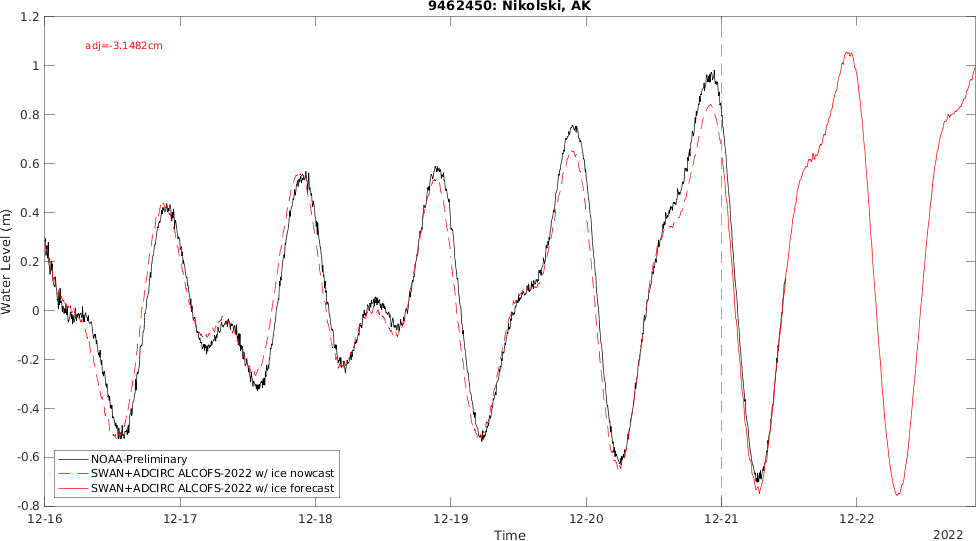 9462450: Nikolski, AK
adj=-3.1482cm
Water Level (m)
1.2
1
0.8
0.6
0.4
0.2
0
-0.2
-0.4
-0.6
-0.8
NOAA-Preliminary
SWAN+ADCIRC ALCOFS-2022 w/ ice nowcast
SWAN+ADCIRC ALCOFS-2022 w/ ice forecast
12-16 12-17 12-18 12-19 12-20 12-21 12-22
Time
2022